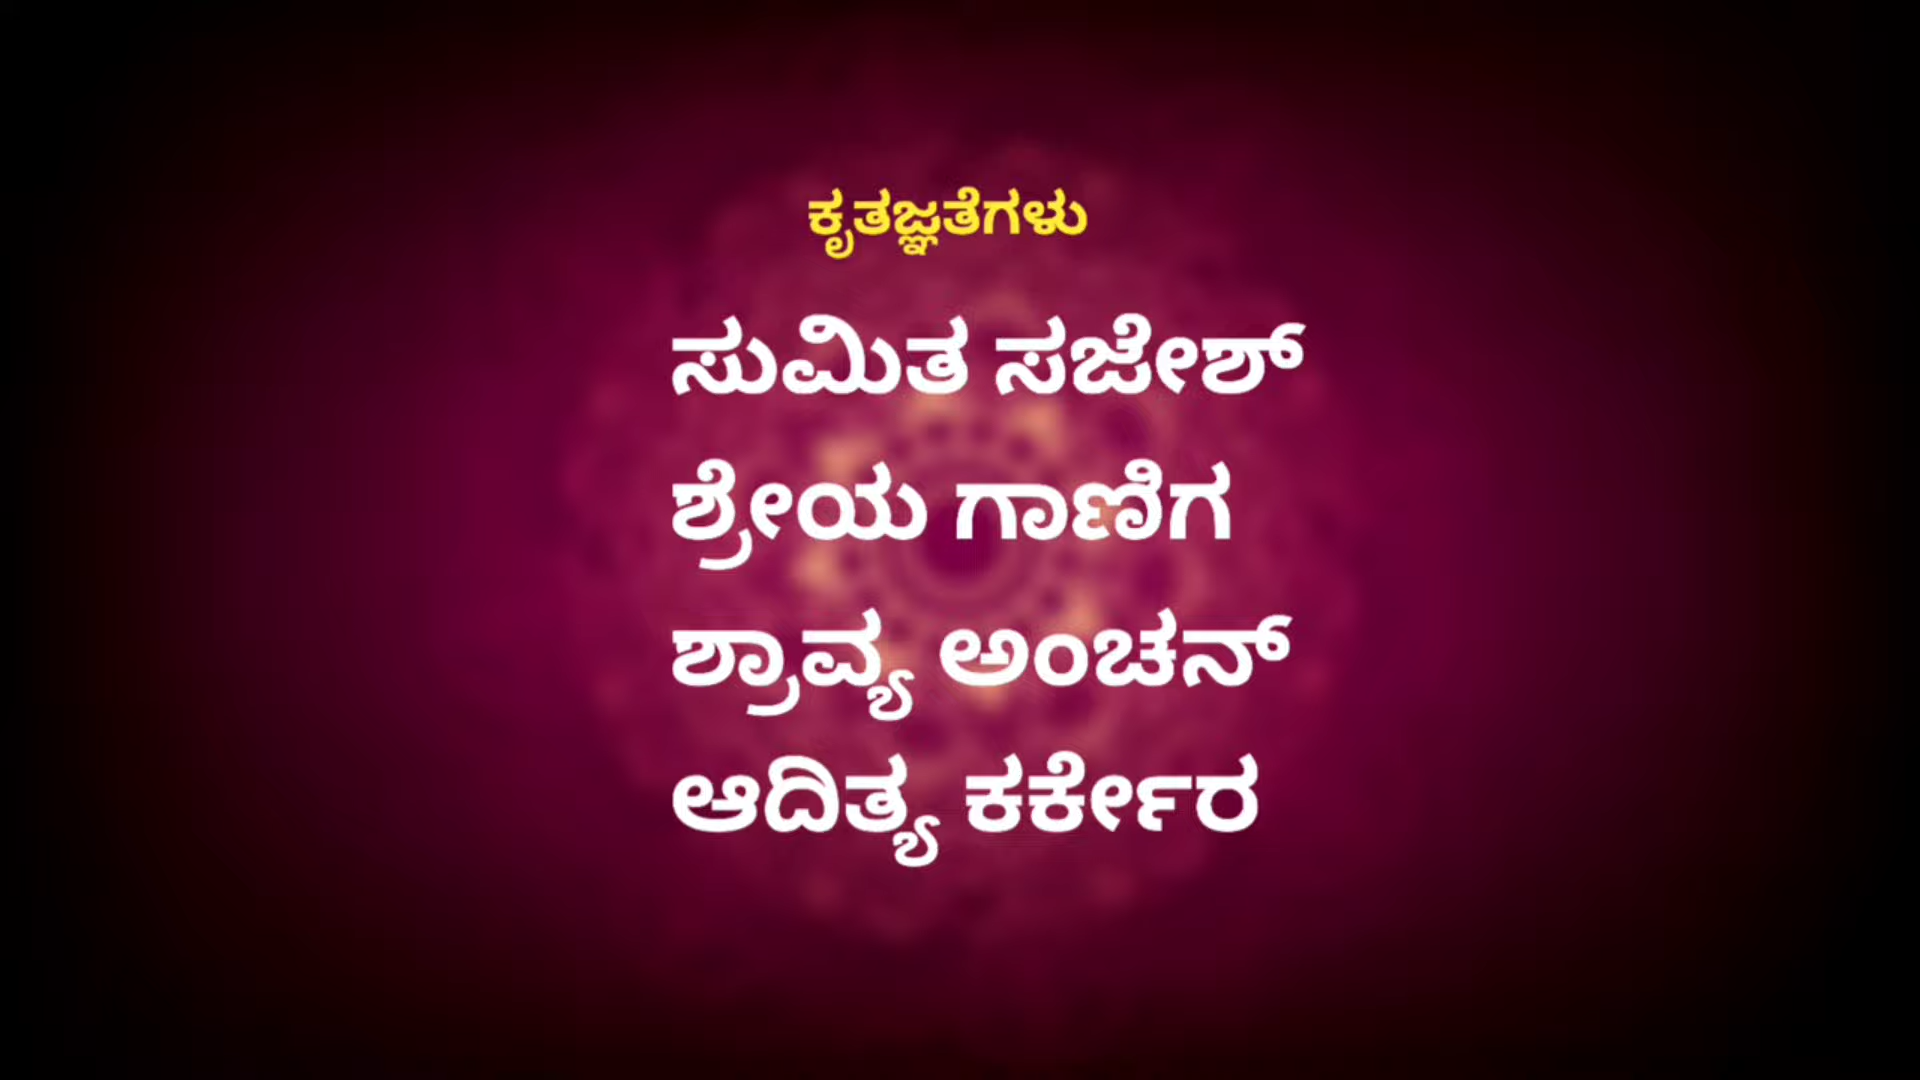 ಕೃತಜ್ಞತೆಗಳು
ಸುಮಿತ ಸಜೇಶ್
ಶ್ರೇಯ ಗಾಣಿಗ
ಶ್ರಾವ್ಯ ಅಂಚನ್
ಆದಿತ್ಯ ಕರ್ಕೇರ